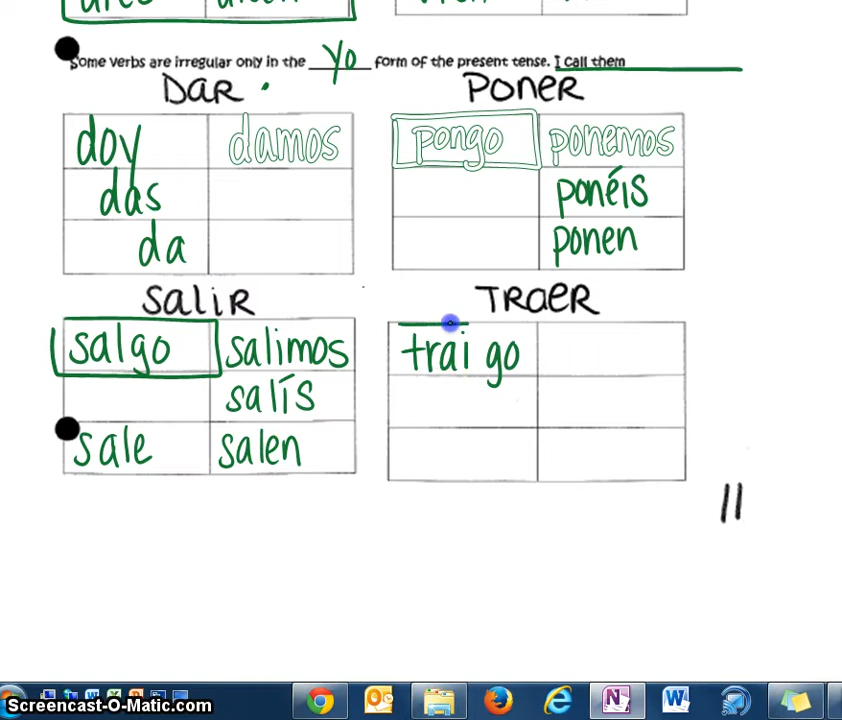 Some verbs are irregular only in the yo form of the present tense. I call them
DAR. PONER
doy damos pongo ponemos
das ponéis
da ponen
SALIR TRAER
salgo salimos traigo
salís
sale salen
11
Screencast-O-Matic.com